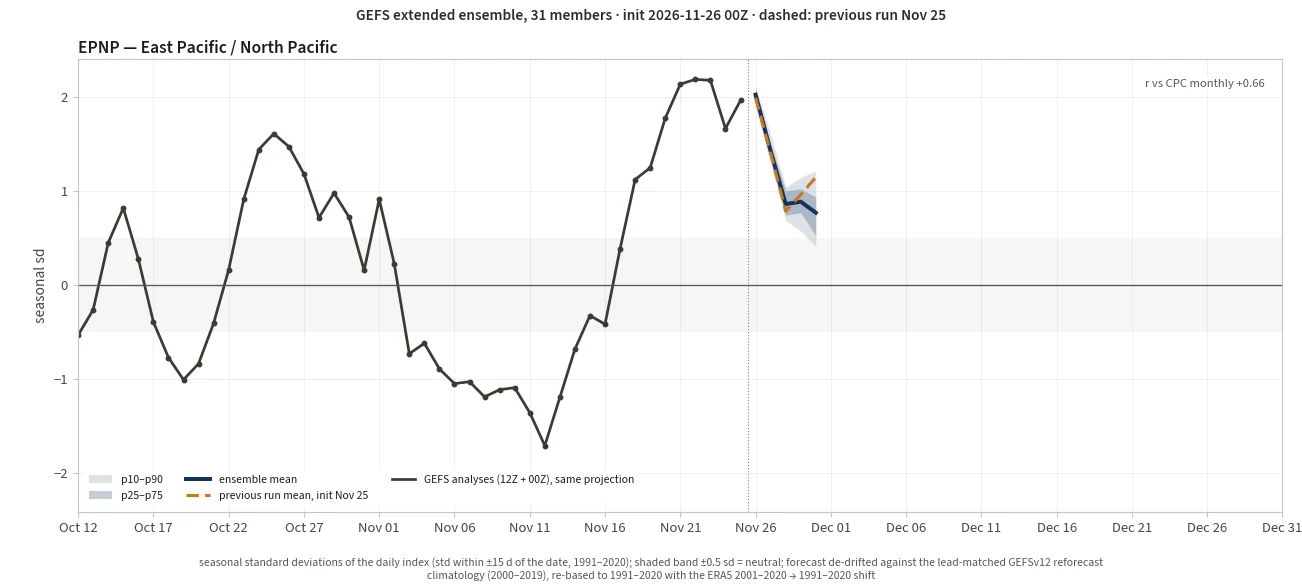 GEFS extended ensemble, 31 members · init 2026-11-26 00Z · dashed: previous run Nov 25
EPNP — East Pacific / North Pacific
r vs CPC monthly +0.66
seasonal sd
2
1
0
−1
−2
p10–p90
ensemble mean
GEFS analyses (12Z + 00Z), same projection
p25–p75
previous run mean, init Nov 25
Oct 12 Oct 17 Oct 22 Oct 27 Nov 01 Nov 06 Nov 11 Nov 16 Nov 21 Nov 26 Dec 01 Dec 06 Dec 11 Dec 16 Dec 21 Dec 26 Dec 31
seasonal standard deviations of the daily index (std within ±15 d of the date, 1991–2020); shaded band ±0.5 sd = neutral; forecast de-drifted against the lead-matched GEFSv12 reforecast
climatology (2000–2019), re-based to 1991–2020 with the ERA5 2001–2020 → 1991–2020 shift